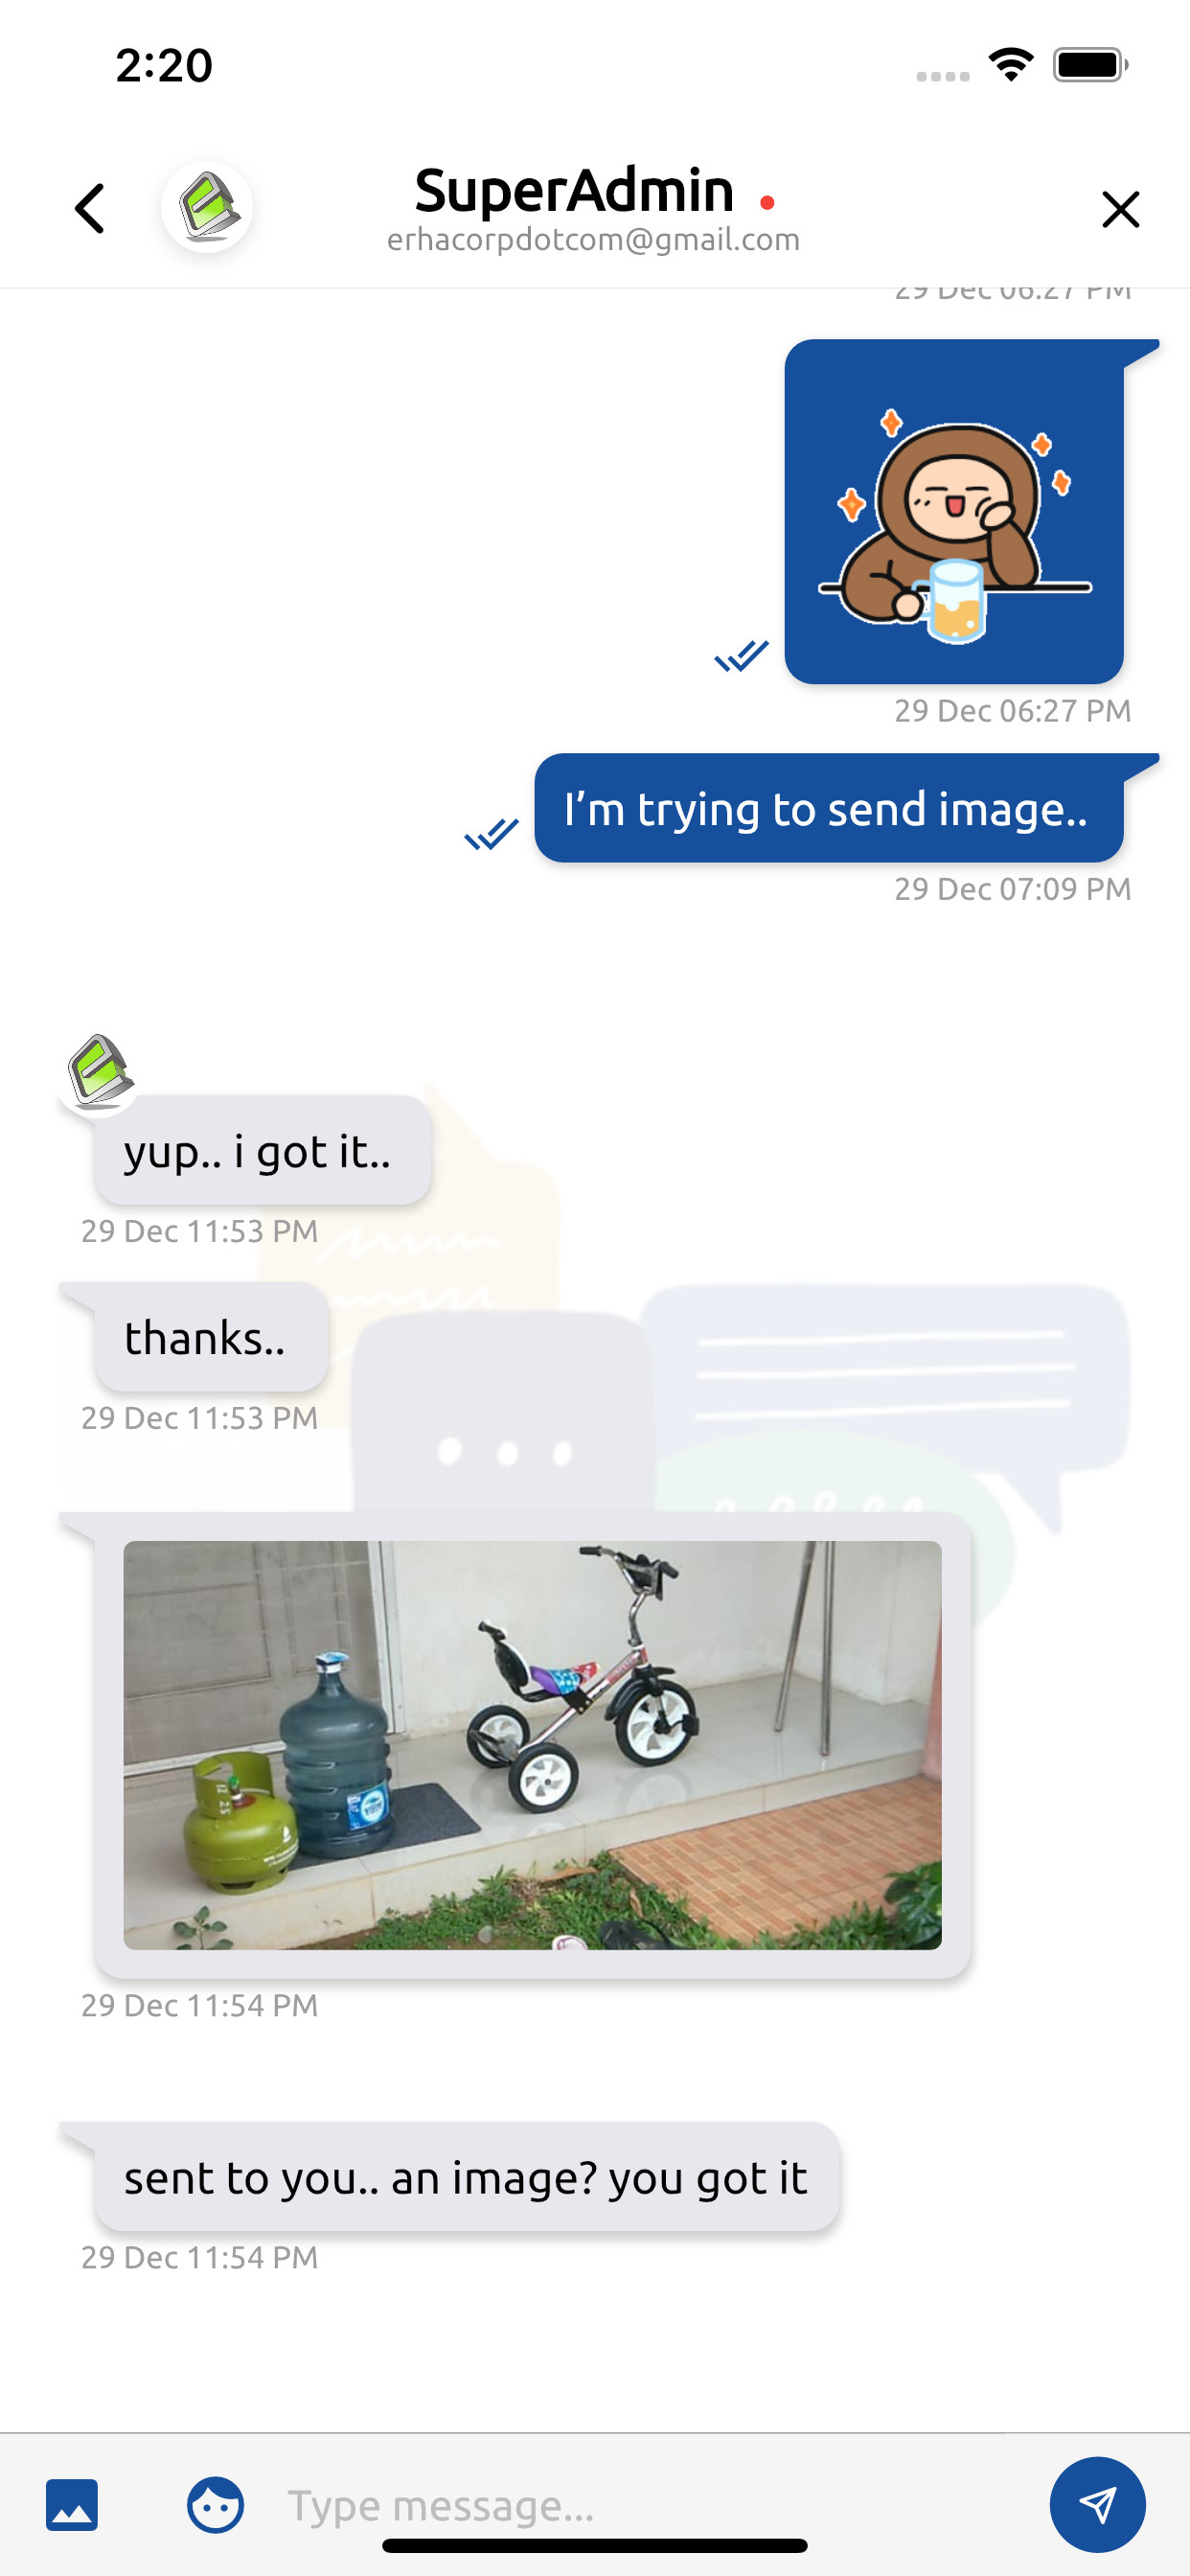 2:20
SuperAdmin
erhacorpdotcom@gmail.com
29 Dec 06:27 PM
29 Dec 06:27 PM
I’m trying to send image..
29 Dec 07:09 PM
yup.. i got it..
29 Dec 11:53 PM
thanks..
29 Dec 11:53 PM
29 Dec 11:54 PM
sent to you.. an image? you got it
29 Dec 11:54 PM
Type message...